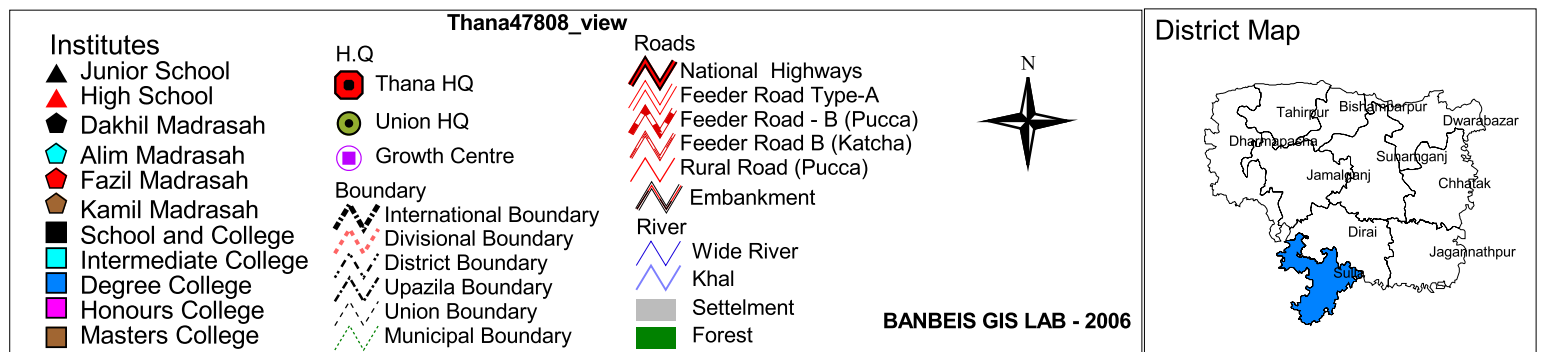 Thana47808_view
Institutes
Junior School
High School
Dakhil Madrasah
Alim Madrasah
Fazil Madrasah
Kamil Madrasah
School and College
Intermediate College
Degree College
Honours College
Masters College
H.Q
Thana HQ
Union HQ
Growth Centre
Boundary
International Boundary
Divisional Boundary
District Boundary
Upazila Boundary
Union Boundary
Municipal Boundary
Roads
National Highways
Feeder Road Type-A
Feeder Road - B (Pucca)
Feeder Road B (Katcha)
Rural Road (Pucca)
Embankment
River
Wide River
Khal
Settelment
Forest
N
BANBEIS GIS LAB - 2006
District Map
Tahirpur
Bishamparpur
Dwarabazar
Dharmapasha
Sunamganj
Jamalganj
Chhatak
Dirai
Jagannathpur
Sulla